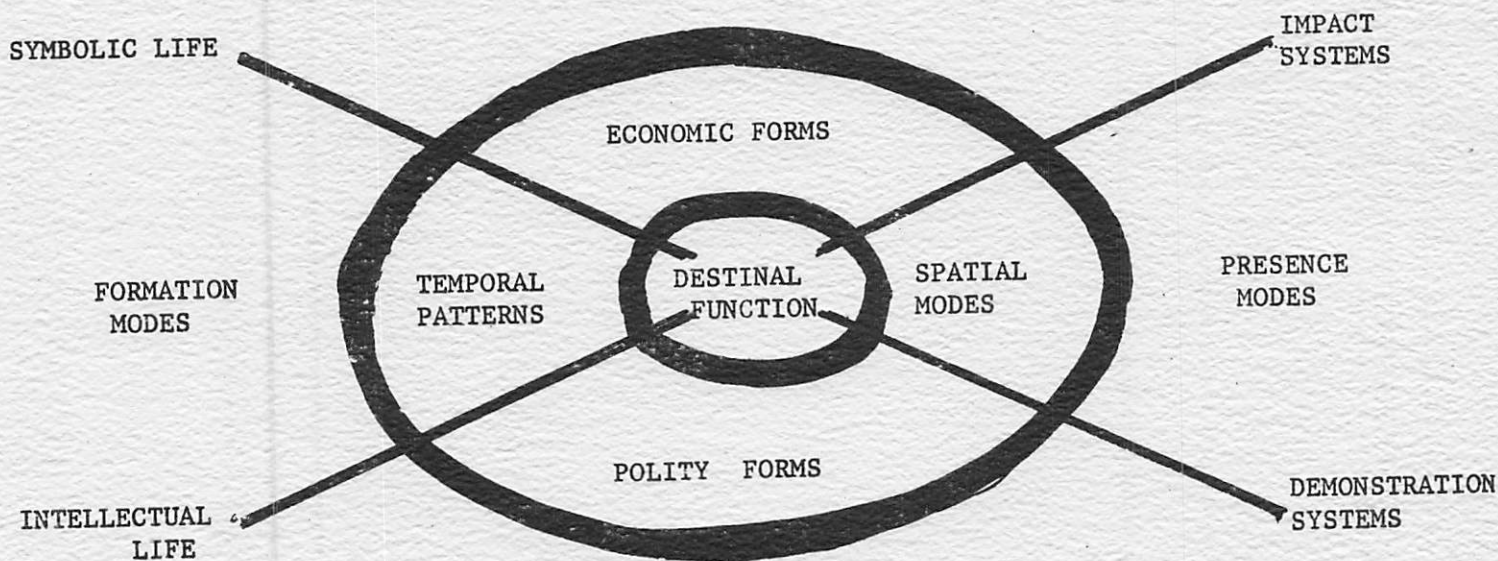 SYMBOLIC LIFE
IMPACT
SYSTEMS
ECONOMIC FORMS
FORMATION
MODES
TEMPORAL
PATTERNS
DESTINAL
FUNCTION
SPATIAL
MODES
PRESENCE
MODES
POLITY FORMS
INTELLECTUAL
LIFE
DEMONSTRATION
SYSTEMS